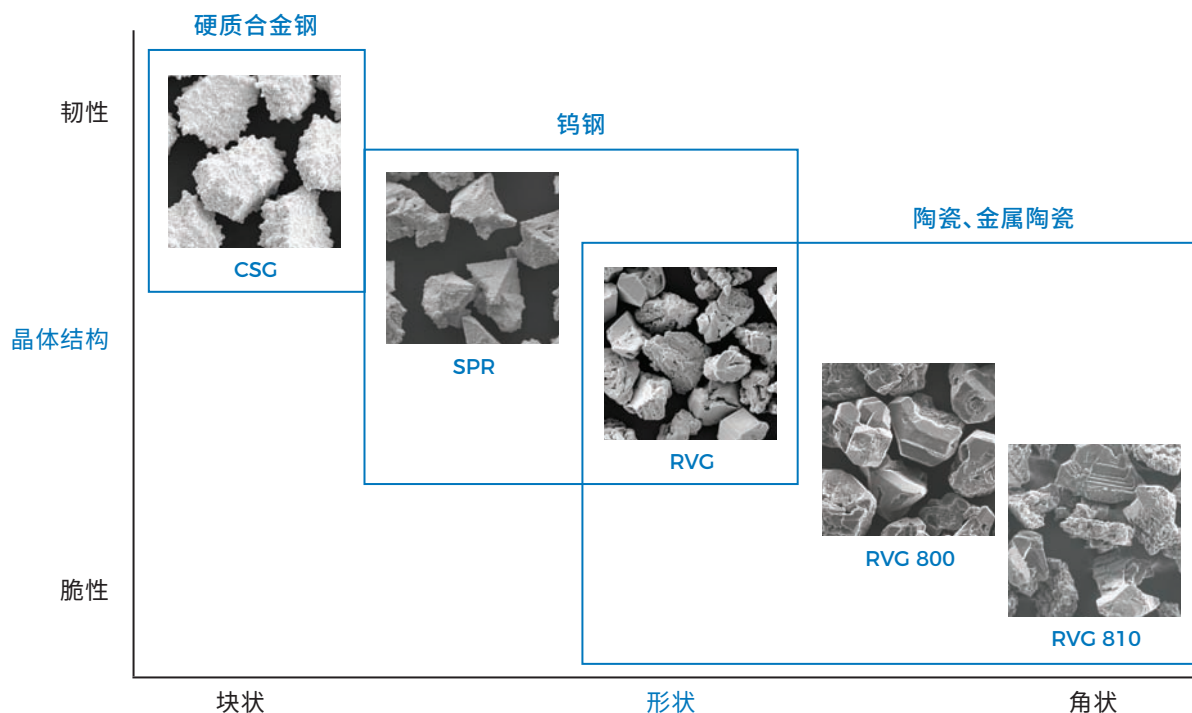 硬质合金钢
韧性
钨钢
陶瓷、金属陶瓷
CSG
晶体结构
SPR
RVG
RVG 800
脆性
RVG 810
块状
形状
角状